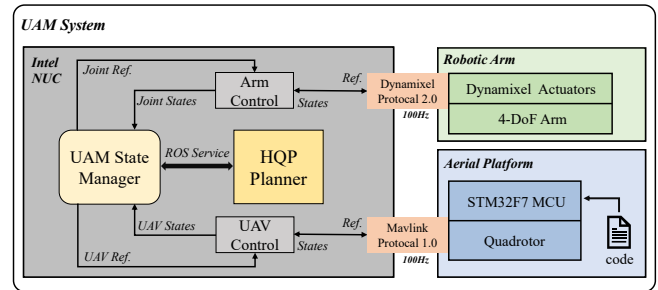 UAM System
Intel
NUC
Joint Ref.
Arm
Control
Joint States
Ref.
States
Dynamixel
Protocal 2.0
100Hz
Robotic Arm
Dynamixel Actuators
4-DoF Arm
UAM State
Manager
ROS Service
HQP
Planner
UAV States
UAV
Control
UAV Ref.
Ref.
States
Mavlink
Protocal 1.0
100Hz
Aerial Platform
STM32F7 MCU
Quadrotor
code